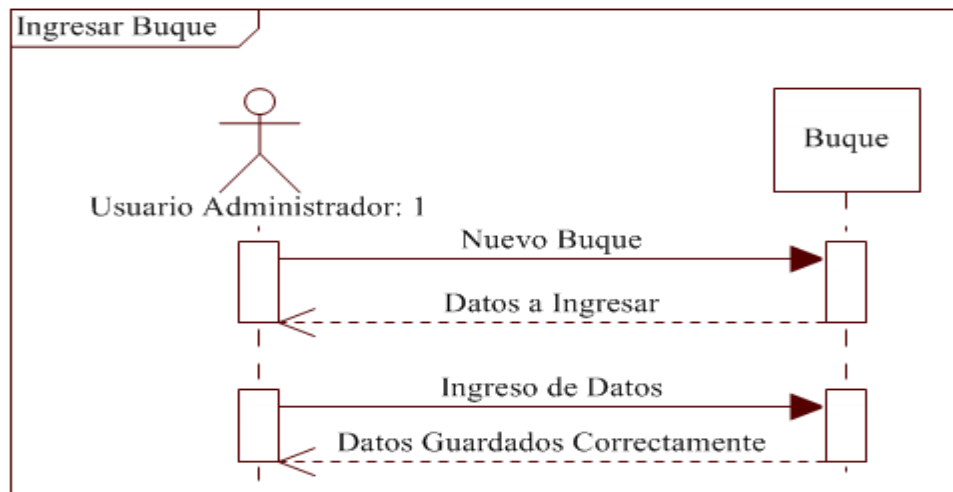 Ingresar Buque
Buque
Usuario Administrador: 1
Nuevo Buque
Datos a Ingresar
Ingreso de Datos
Datos Guardados Correctamente